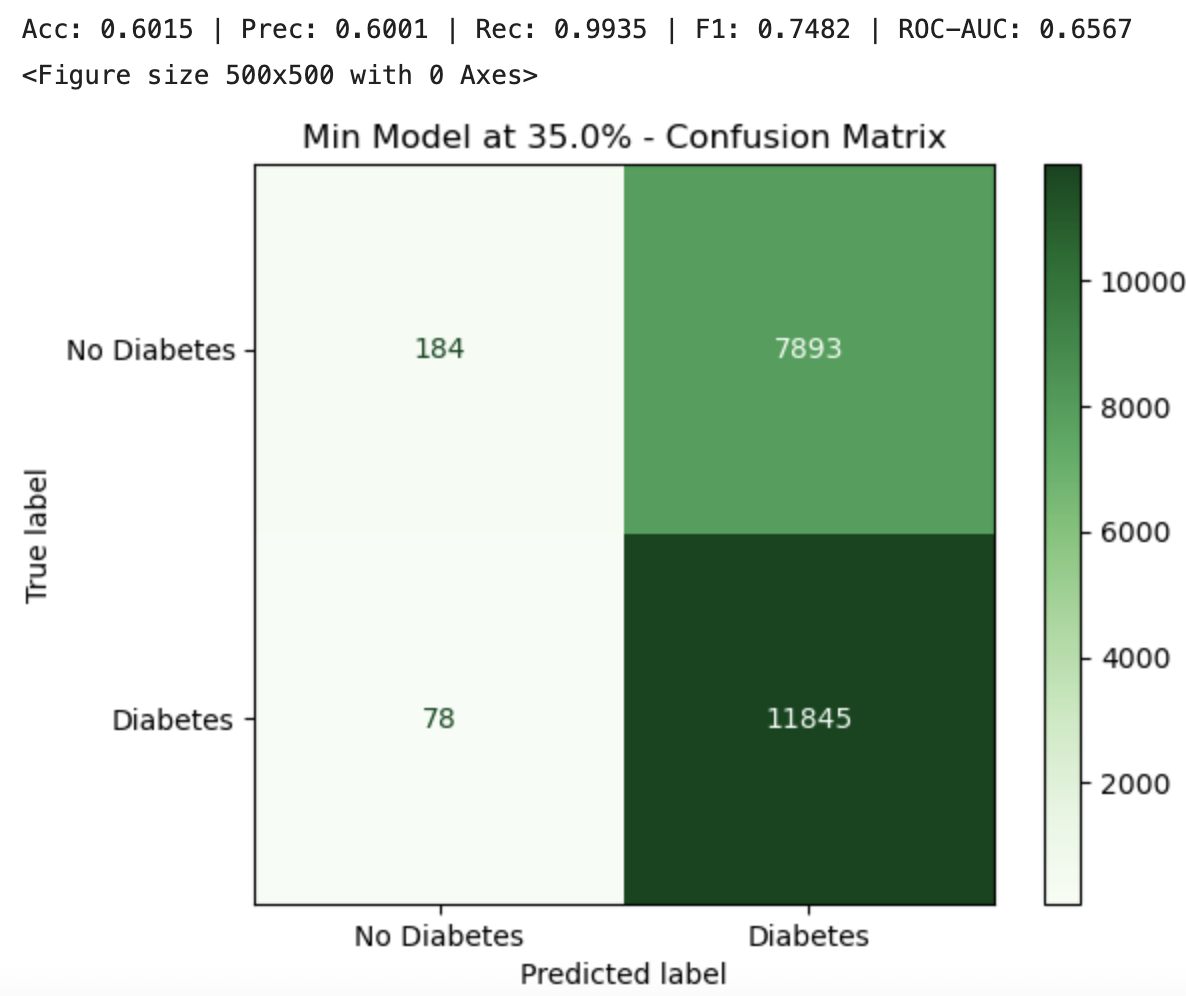 Acc: 0.6015 | Prec: 0.6001 | Rec: 0.9935 | F1: 0.7482 | ROC-AUC: 0.6567
<Figure size 500x500 with 0 Axes>
Min Model at 35.0% - Confusion Matrix
No Diabetes
184
7893
Diabetes
78
11845
No Diabetes
Diabetes
Predicted label
True label
10000
8000
6000
4000
2000